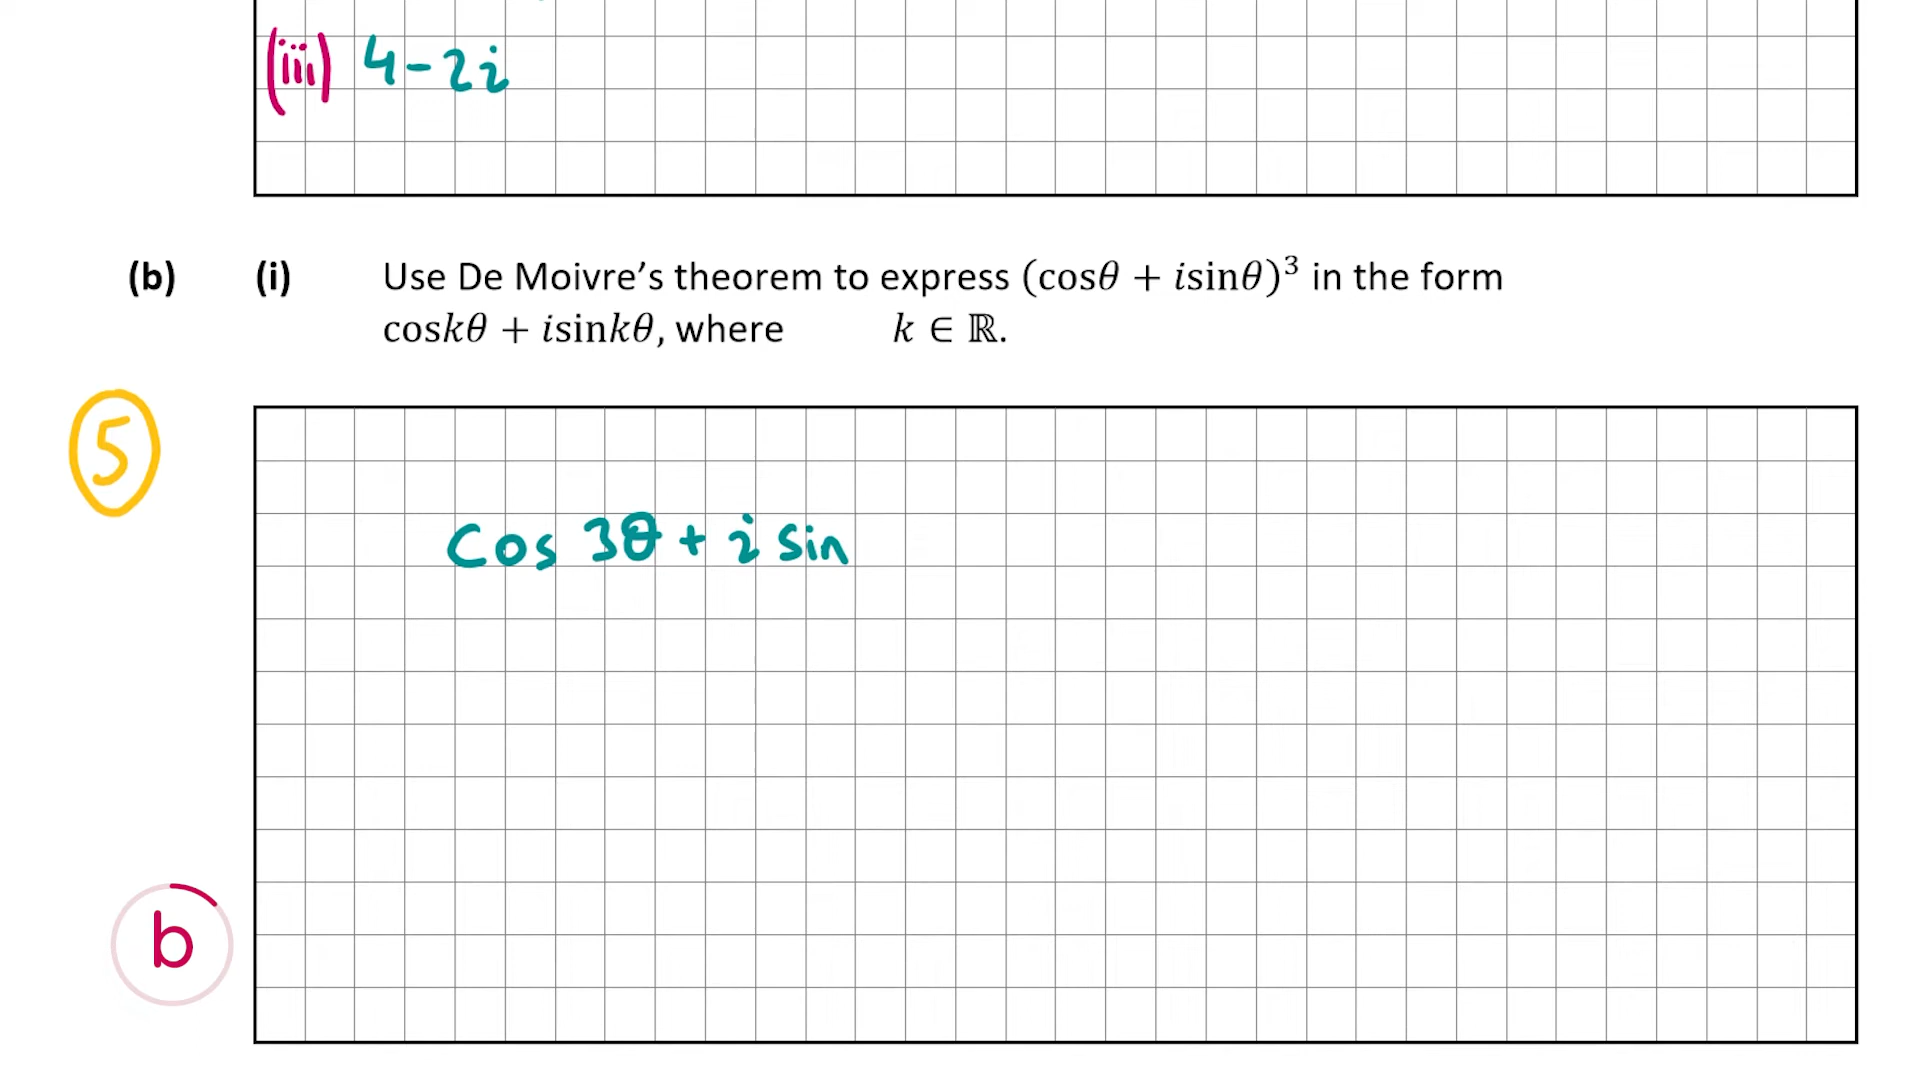 (iii) 4-2i
(b) (i) Use De Moivre’s theorem to express (cosθ + isinθ)³ in the form
coskθ + isinkθ, where k ∈ ℝ.
5
Cos 3θ + i Sin
b